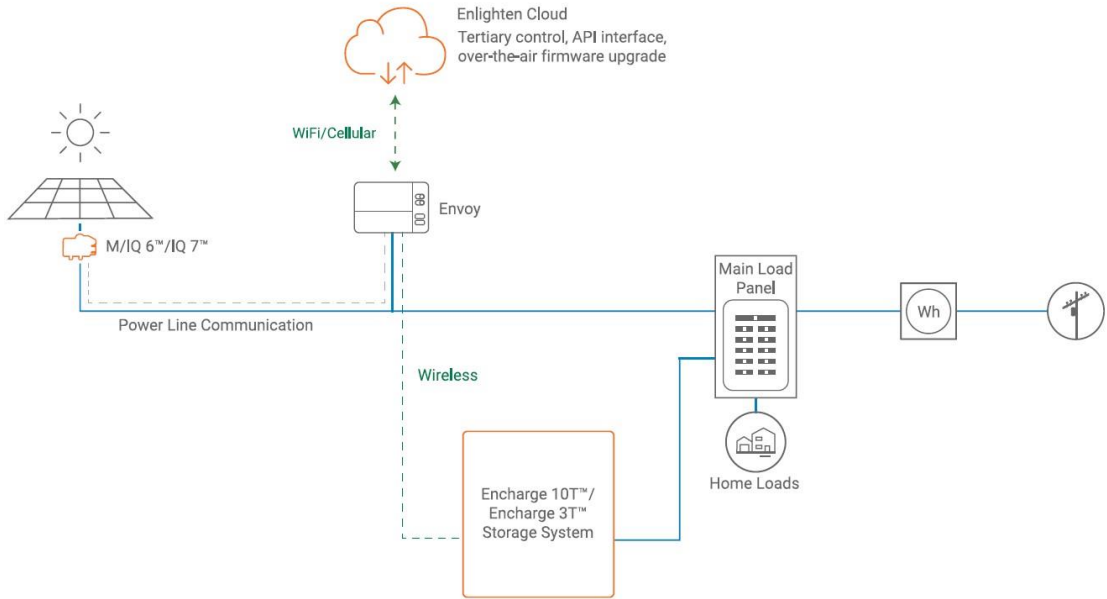 Enlighten Cloud
Tertiary control, API interface,
over-the-air firmware upgrade
WiFi/Cellular
Envoy
M/IQ 6™/IQ 7™
Main Load
Panel
Wh
Power Line Communication
Wireless
Home Loads
Encharge 10T™/
Encharge 3T™
Storage System